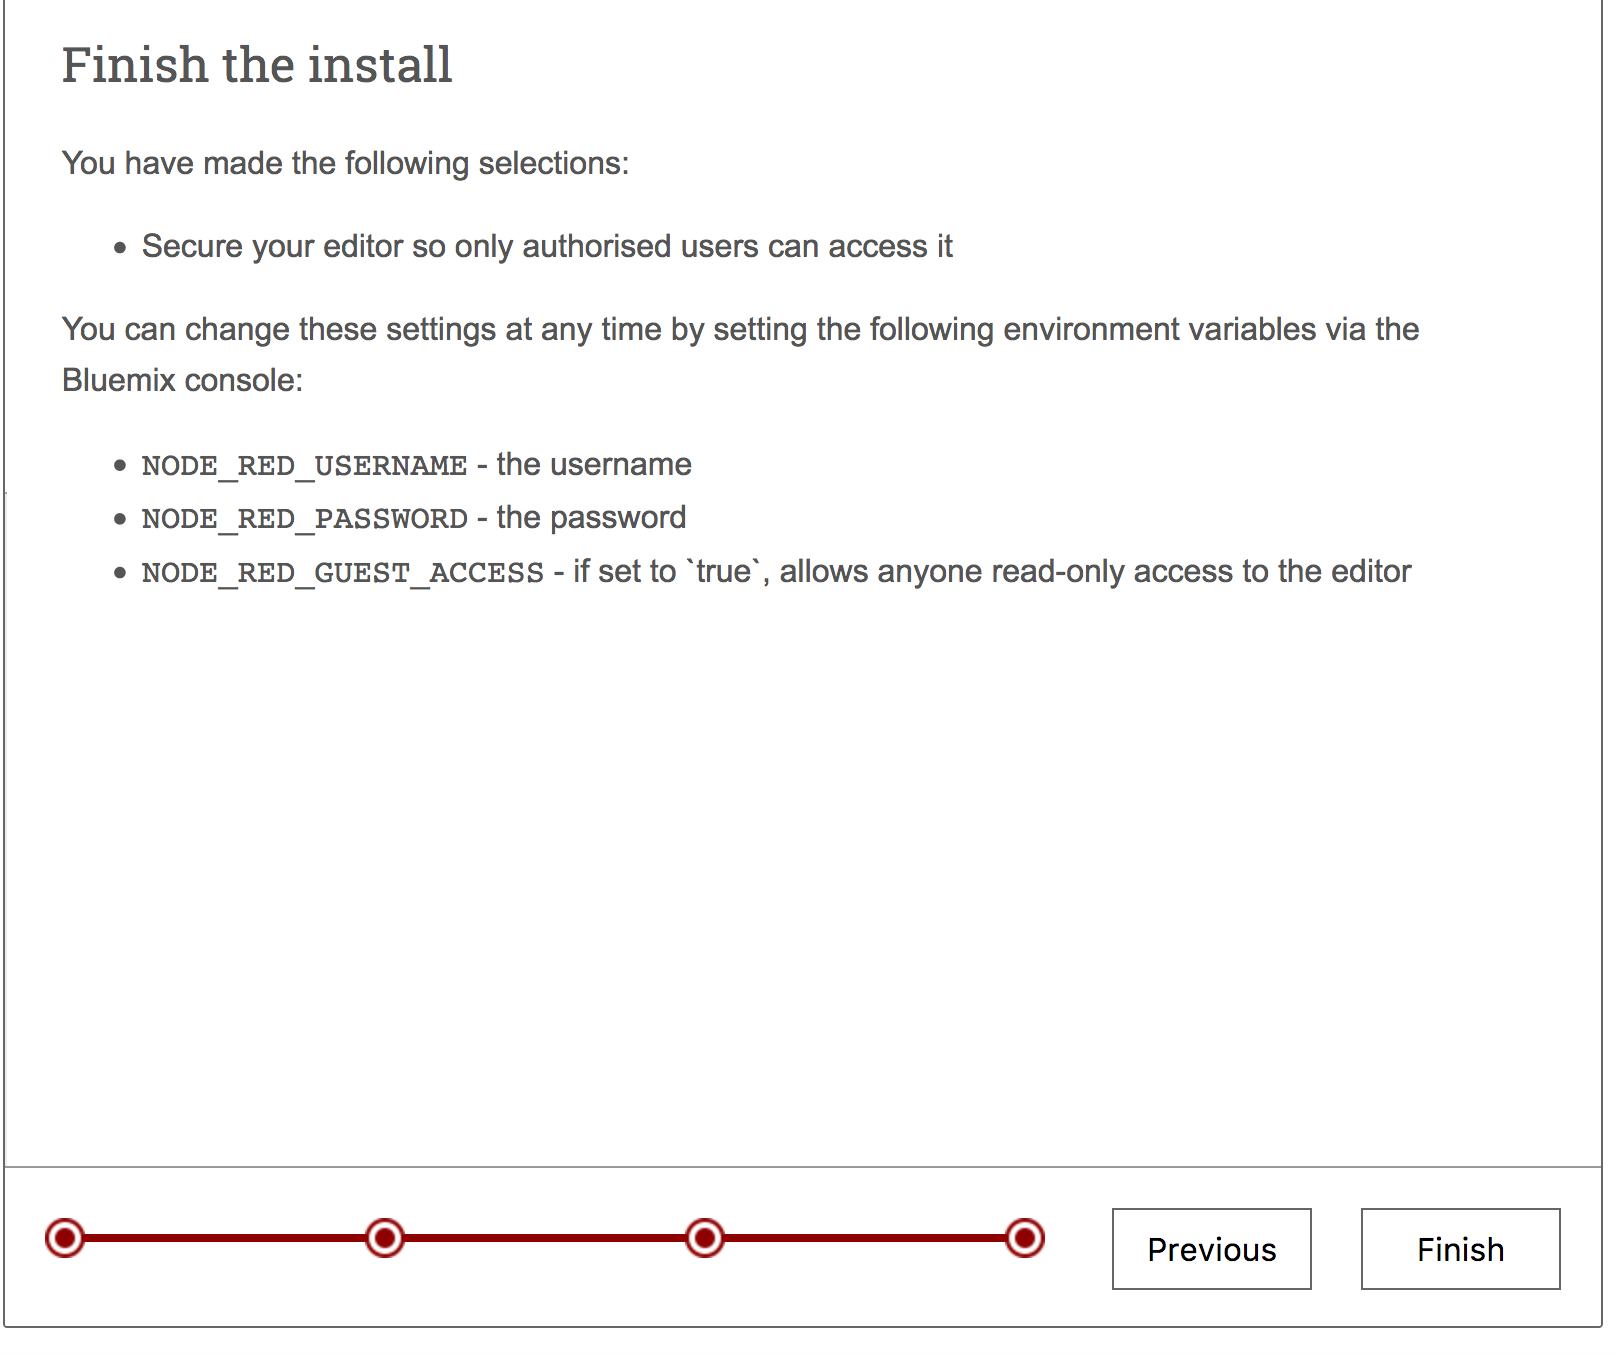 Finish the install
You have made the following selections:
Secure your editor so only authorised users can access it
You can change these settings at any time by setting the following environment variables via the
Bluemix console:
NODE_RED_USERNAME - the username
NODE_RED_PASSWORD - the password
NODE_RED_GUEST_ACCESS - if set to `true`, allows anyone read-only access to the editor
Previous
Finish